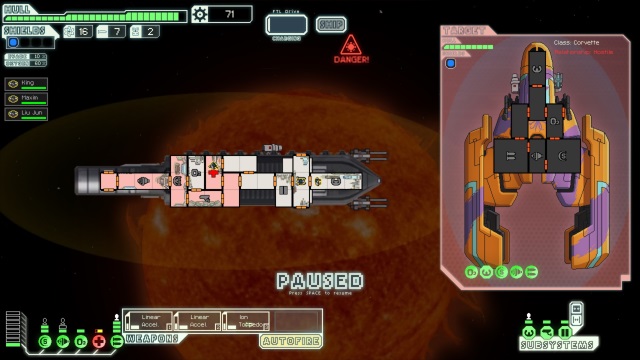 HULL
71
FTL Drive
CHARGING
SHIP
SHIELDS
16
7
2
DANGER!
King
Maxim
Liu Jun
TARGET
Class: Corvette
PAUSED
Press SPACE to resume
Linear
Accel.
Linear
Accel.
Ion
Torpedo
WEAPONS
AUTOFIRE
SUBSYSTEMS